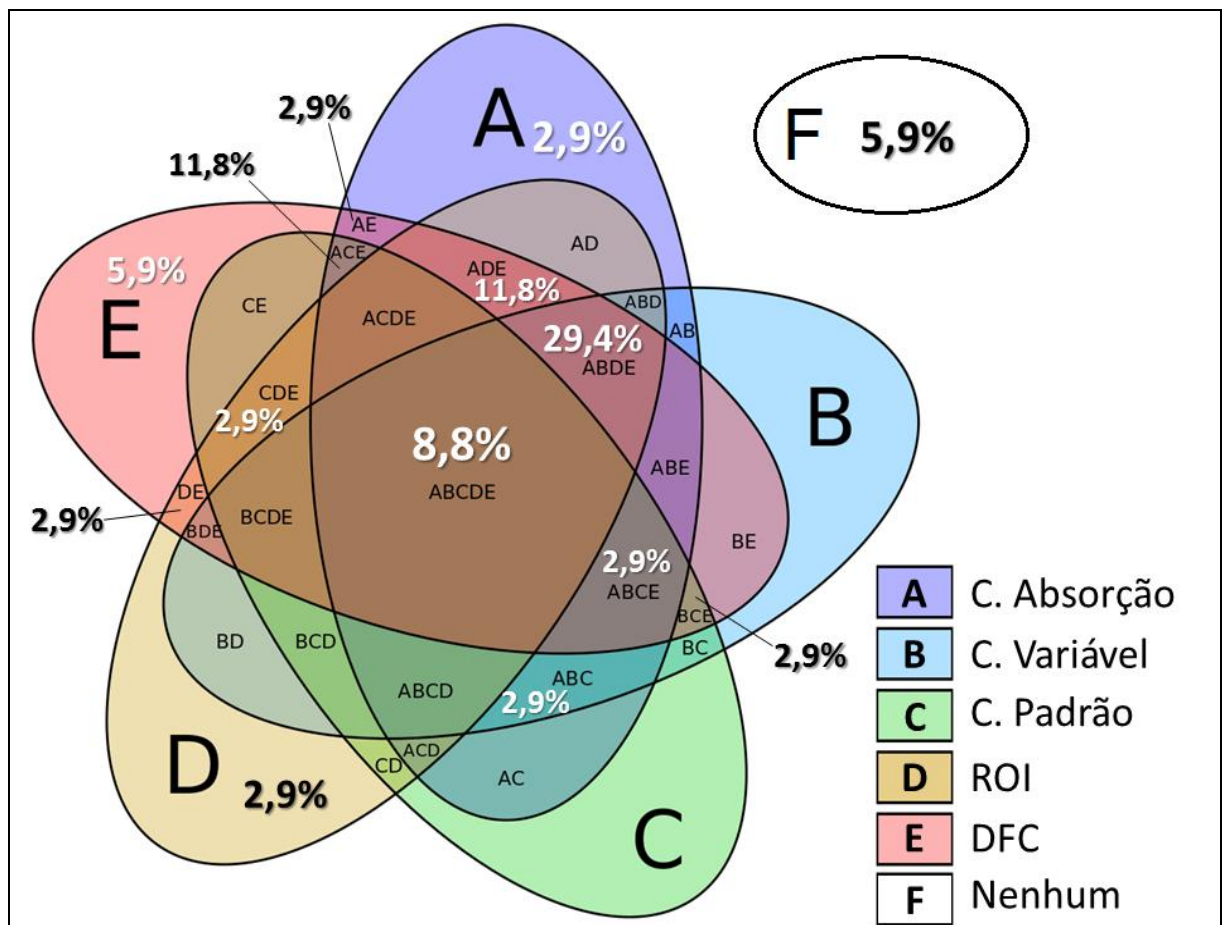 A
2,9%
F 5,9%
2,9%
11,8%
AE
ACE
AD
ADE
11,8%
5,9%
E
CE
ACDE
ABD
AB
29,4%
ABDE
B
CDE
2,9%
8,8%
ABCDE
ABE
DE
2,9%
BDE
BCDE
BE
2,9%
ABCE
BCE
BC
2,9%
BD
BCD
ABCD
ABC
2,9%
ACD
CD
AC
D 2,9%
C
A C. Absorção
B C. Variável
C C. Padrão
D ROI
E DFC
F Nenhum